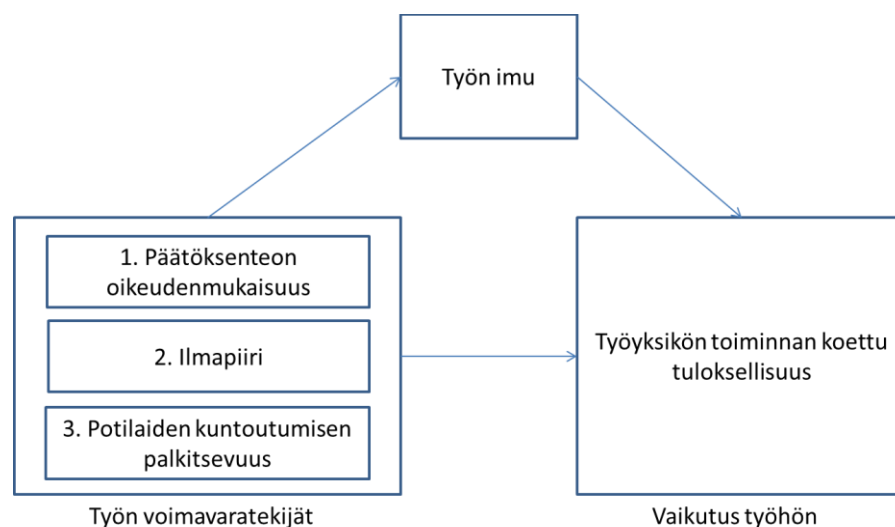 Työn imu
1. Päätöksenteon
oikeudenmukaisuus
2. Ilmapiiri
3. Potilaiden kuntoutumisen
palkitsevuus
Työn voimavaratekijät
Työyksikön toiminnan koettu
tuloksellisuus
Vaikutus työhön